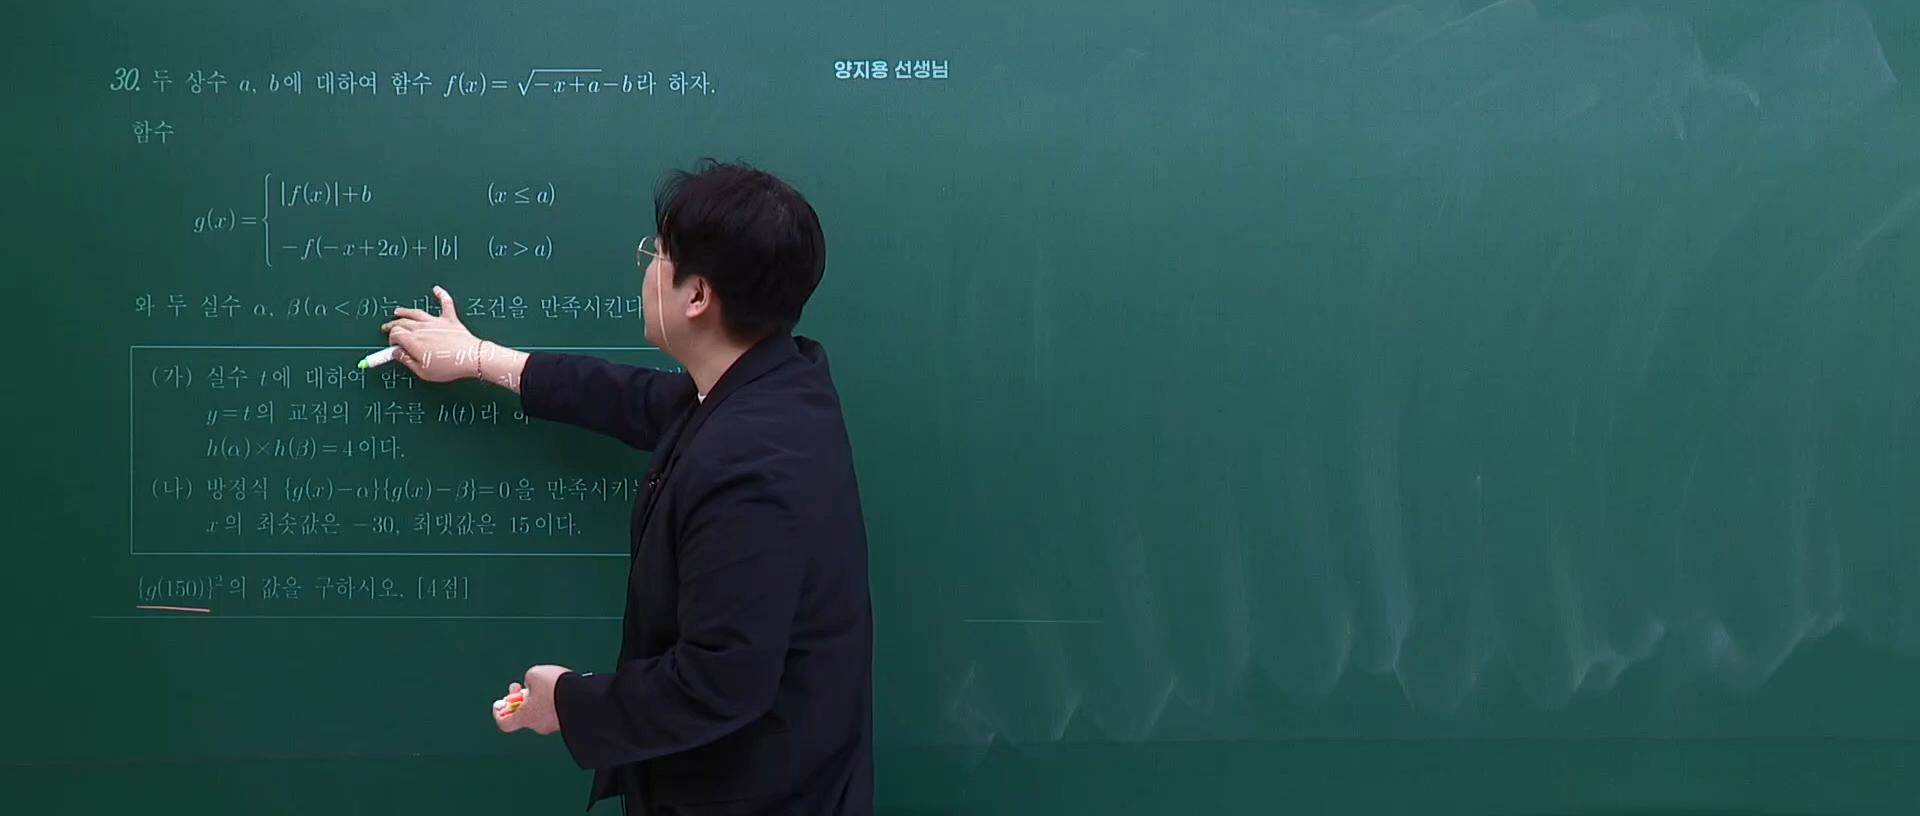 30. 두 상수 a, b에 대하여 함수 f(x)=√(-x+a)-b라 하자.
양지용 선생님
함수
g(x)={ |f(x)|+b (x≤a)
-f(-x+2a)+|b| (x>a)
와 두 실수 α, β(α<β)는 조건을 만족시킨다
(가) 실수 t에 대하여 함수 y=g(x)
y=t의 교점의 개수를 h(t)라
h(α)×h(β)=4이다.
(나) 방정식 {g(x)-α}{g(x)-β}=0을 만족시키는
x의 최솟값은 -30, 최댓값은 15이다.
{g(150)}²의 값을 구하시오. [4점]